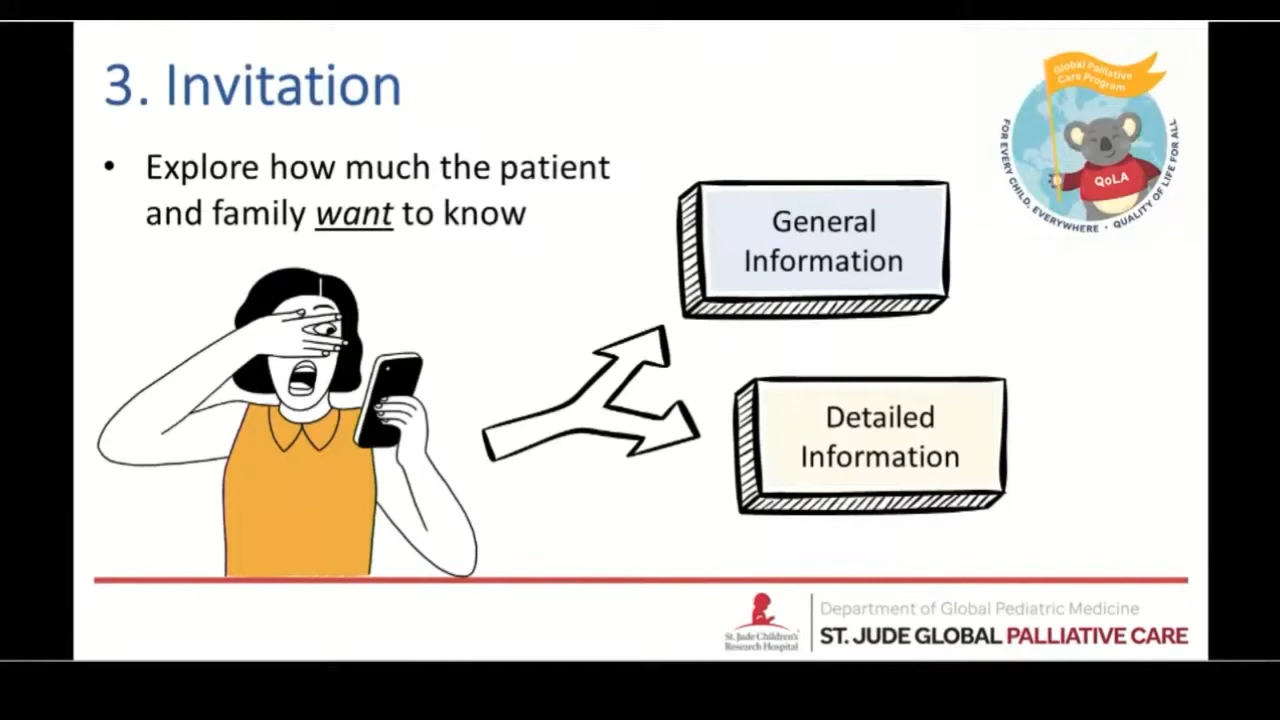 3. Invitation
• Explore how much the patient
and family want to know
Global Palliative
Care Program
QoLA
FOR EVERY CHILD, EVERYWHERE • QUALITY OF LIFE FOR ALL
General
Information
Detailed
Information
St. Jude Children's
Research Hospital
Department of Global Pediatric Medicine
ST. JUDE GLOBAL PALLIATIVE CARE